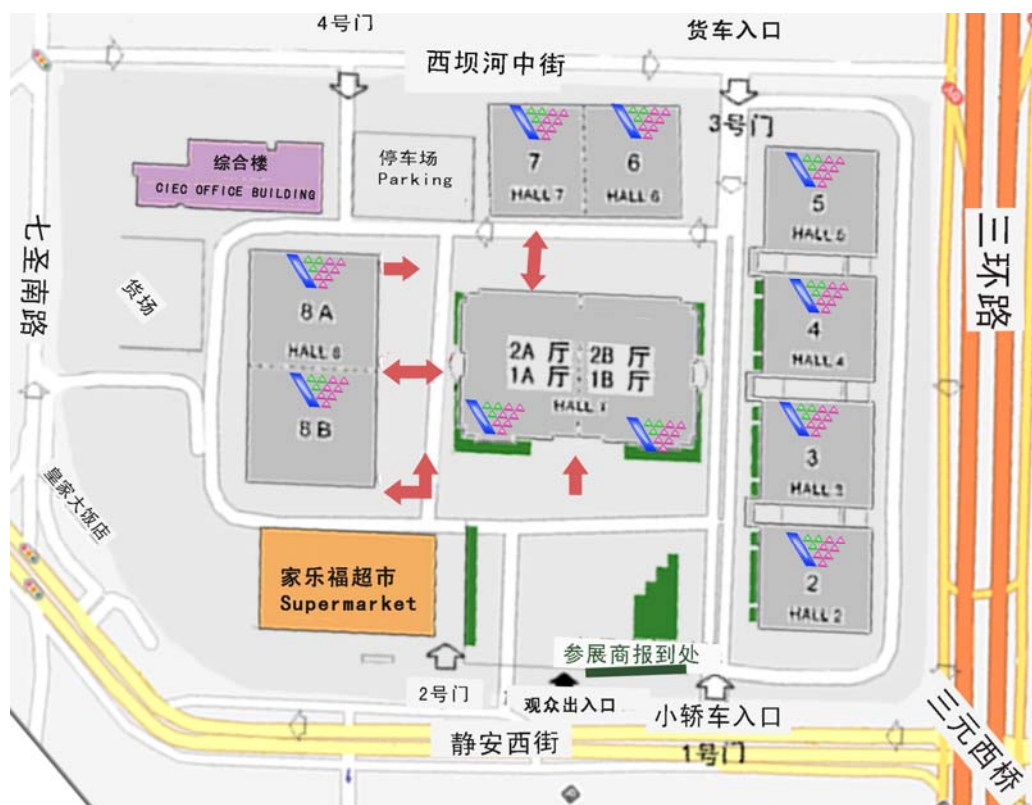 4号门
货车入口
西坝河中街
3号门
综合楼
CIEC OFFICE BUILDING
停车场
Parking
7
HALL 7
6
HALL 6
5
HALL 5
七圣南路
三环路
货场
8A
HALL 8
8B
2A 厅
2B 厅
1A 厅
1B 厅
HALL 1
4
HALL 4
3
HALL 3
2
HALL 2
皇家大饭店
家乐福超市
Supermarket
参展商报到处
2号门
观众出入口
小轿车入口
静安西街
1号门
三元西桥